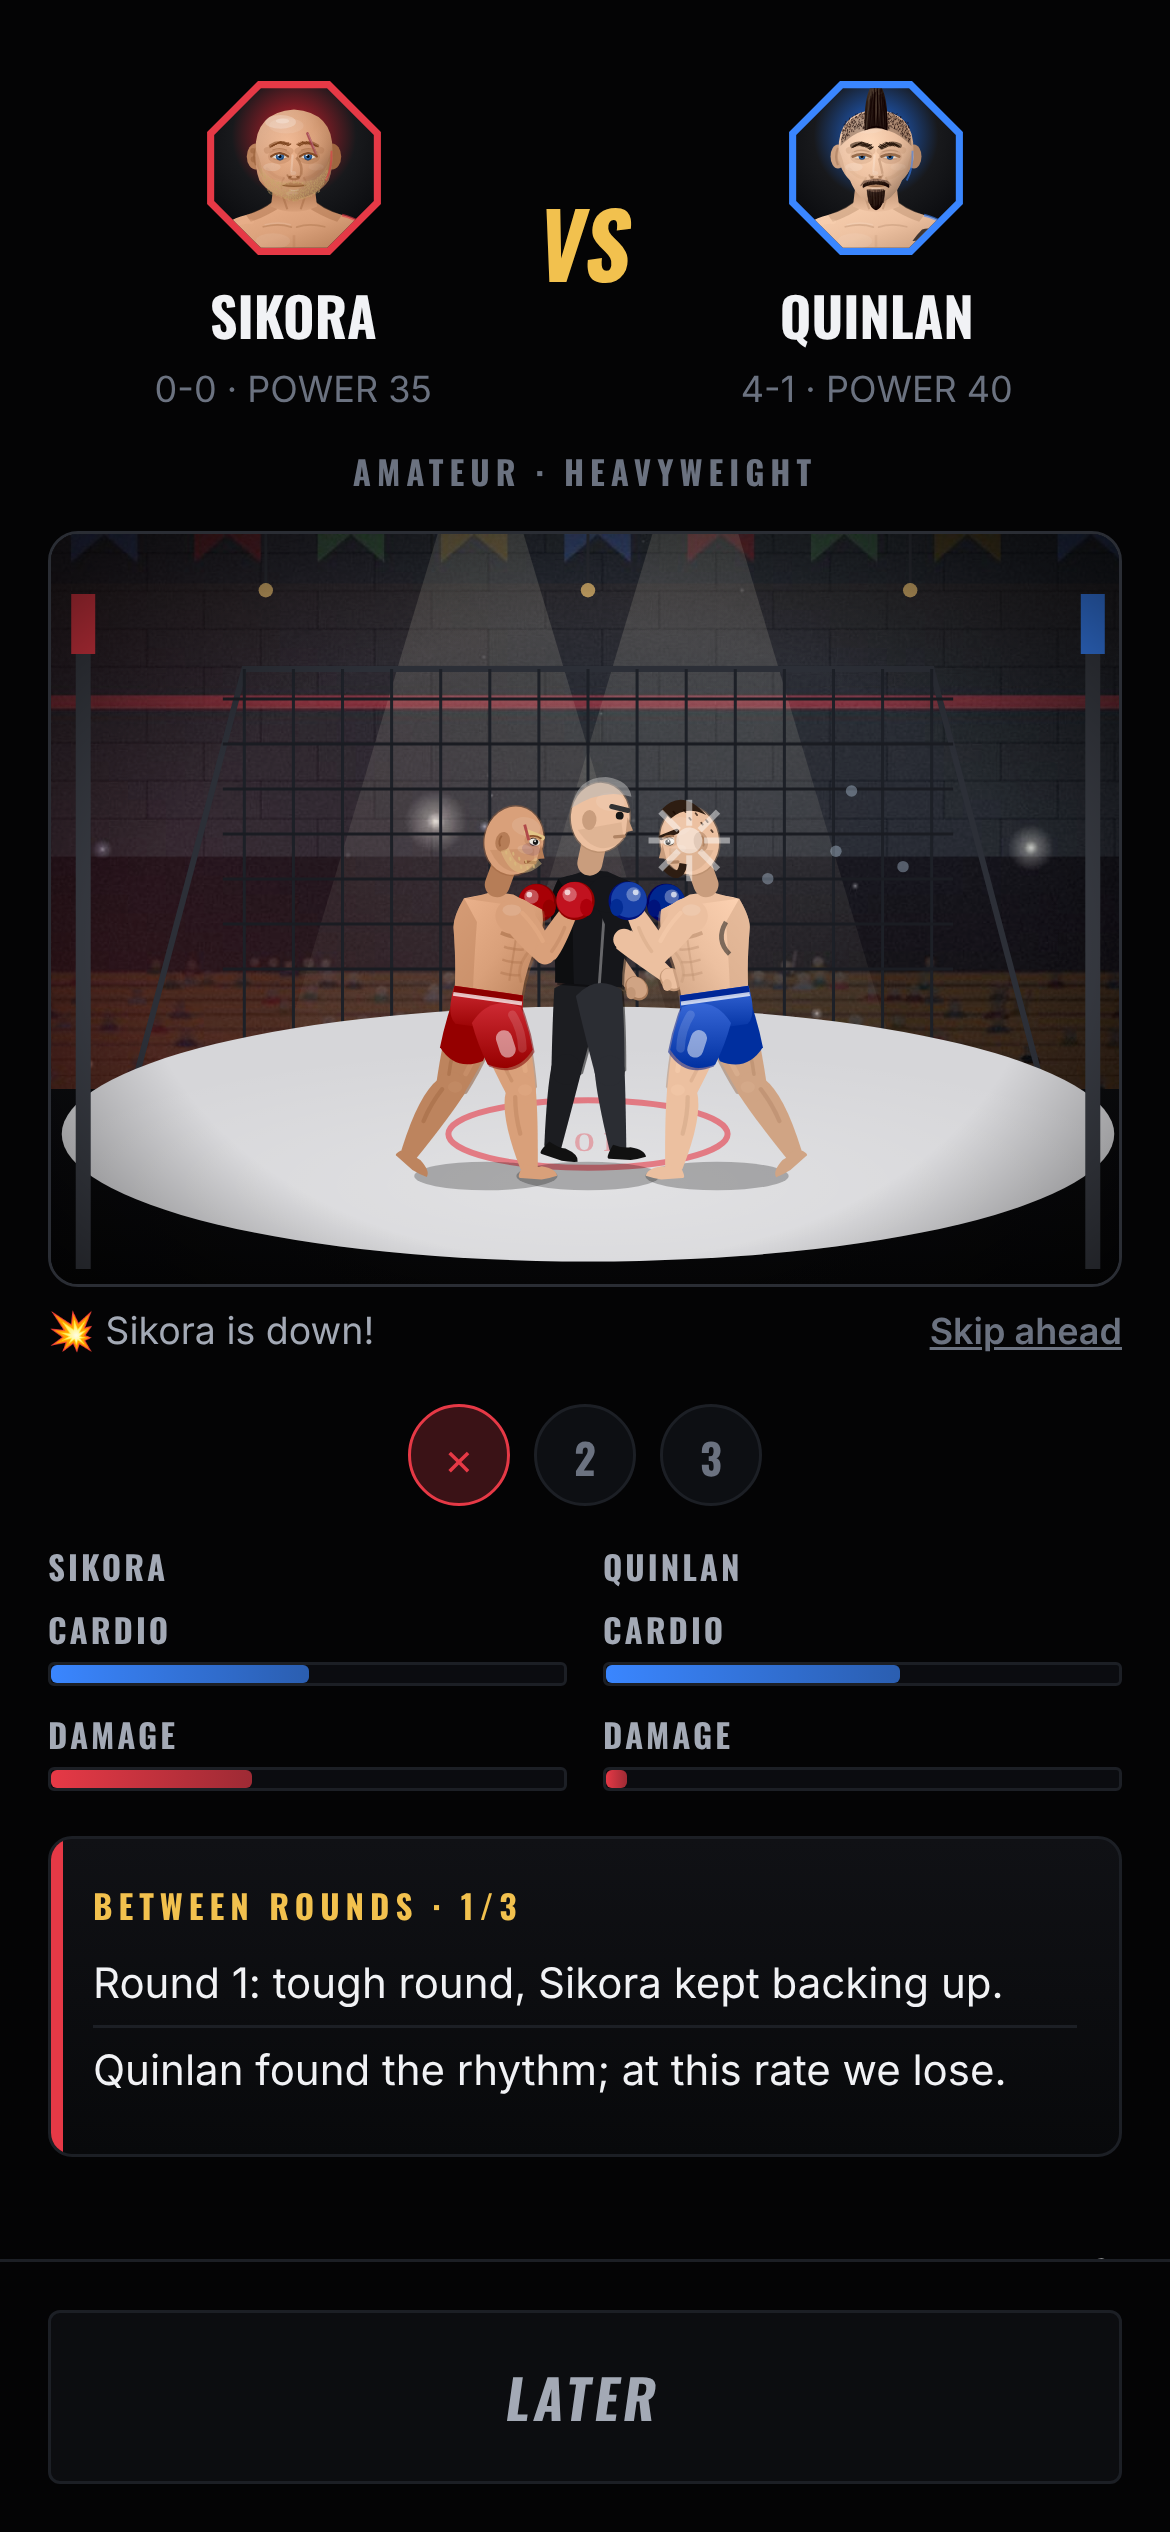 VS
SIKORA
QUINLAN
0-0 · POWER 35
4-1 · POWER 40
AMATEUR · HEAVYWEIGHT
💥 Sikora is down!
Skip ahead
×
2
3
SIKORA
QUINLAN
CARDIO
CARDIO
DAMAGE
DAMAGE
BETWEEN ROUNDS · 1/3
Round 1: tough round, Sikora kept backing up.
Quinlan found the rhythm; at this rate we lose.
LATER